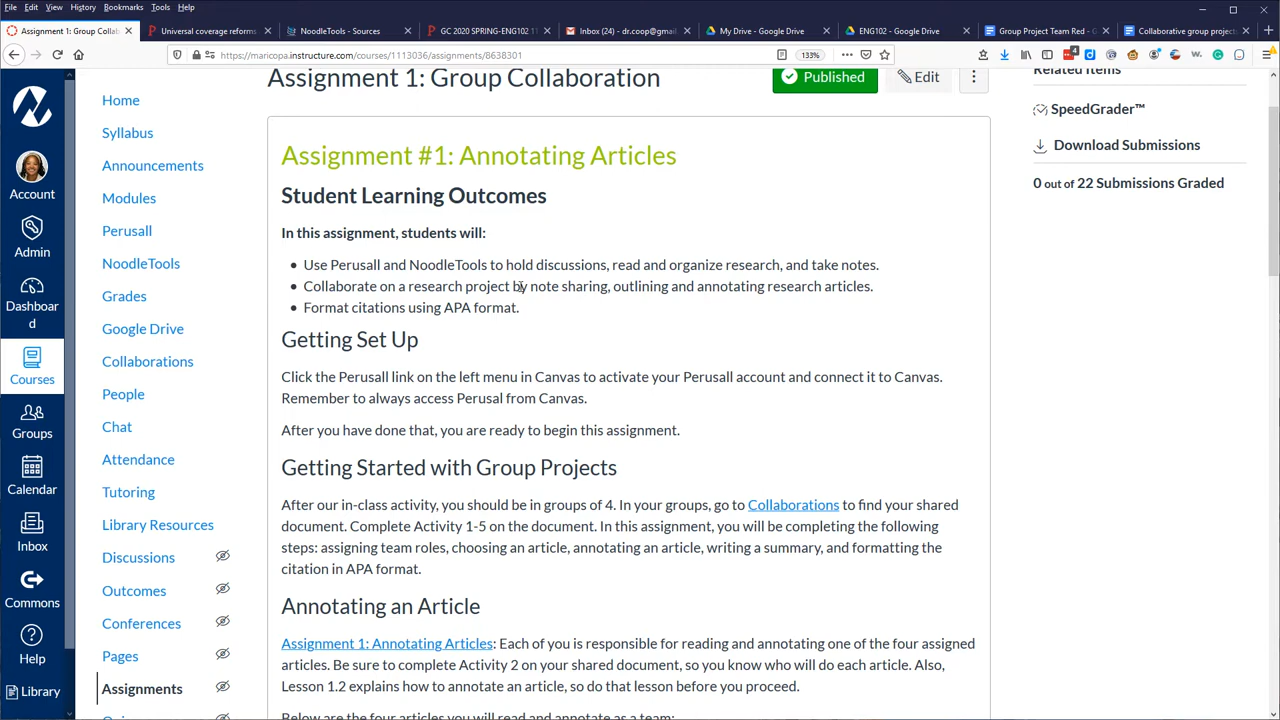 File Edit View History Bookmarks Tools Help
Assignment 1: Group Collab
Universal coverage reforms
NoodleTools - Sources
GC 2020 SPRING-ENG102 1
Inbox (24) - dr.coop@gmail.
My Drive - Google Drive
ENG102 - Google Drive
Group Project Team Red - G
Collaborative group project
https://maricopa.instructure.com/courses/1113036/assignments/8638301
133%
Account
Admin
Dashboar
d
Courses
Groups
Calendar
Inbox
Commons
Help
Library
Home
Syllabus
Announcements
Modules
Perusall
NoodleTools
Grades
Google Drive
Collaborations
People
Chat
Attendance
Tutoring
Library Resources
Discussions
Outcomes
Conferences
Pages
Assignments
Assignment 1: Group Collaboration
Published
Edit
Assignment #1: Annotating Articles
Student Learning Outcomes
In this assignment, students will:
Use Perusall and NoodleTools to hold discussions, read and organize research, and take notes.
Collaborate on a research project by note sharing, outlining and annotating research articles.
Format citations using APA format.
Getting Set Up
Click the Perusall link on the left menu in Canvas to activate your Perusall account and connect it to Canvas.
Remember to always access Perusal from Canvas.
After you have done that, you are ready to begin this assignment.
Getting Started with Group Projects
After our in-class activity, you should be in groups of 4. In your groups, go to Collaborations to find your shared
document. Complete Activity 1-5 on the document. In this assignment, you will be completing the following
steps: assigning team roles, choosing an article, annotating an article, writing a summary, and formatting the
citation in APA format.
Annotating an Article
Assignment 1: Annotating Articles: Each of you is responsible for reading and annotating one of the four assigned
articles. Be sure to complete Activity 2 on your shared document, so you know who will do each article. Also,
Lesson 1.2 explains how to annotate an article, so do that lesson before you proceed.
Below are the four articles you will read and annotate as a team:
Related Items
SpeedGrader™
Download Submissions
0 out of 22 Submissions Graded